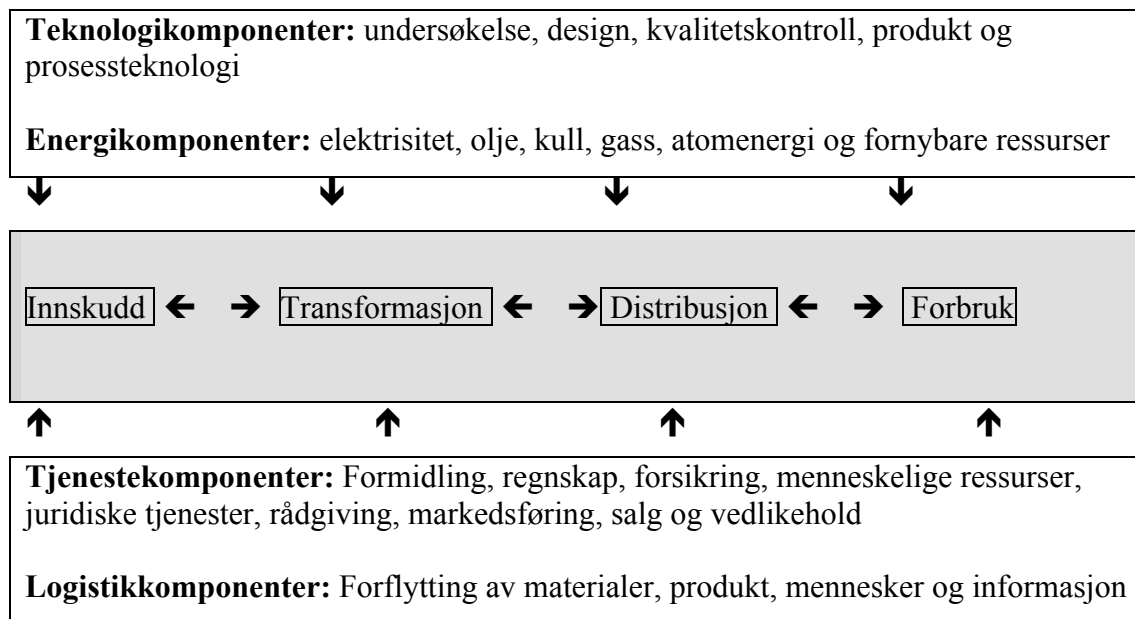 Teknologikomponenter: undersøkelse, design, kvalitetskontroll, produkt og
prosessteknologi
Energikomponenter: elektrisitet, olje, kull, gass, atomenergi og fornybare ressurser
Innskudd
Transformasjon
Distribusjon
Forbruk
Tjenestekomponenter: Formidling, regnskap, forsikring, menneskelige ressurser,
juridiske tjenester, rådgiving, markedsføring, salg og vedlikehold
Logistikkomponenter: Forflytting av materialer, produkt, mennesker og informasjon